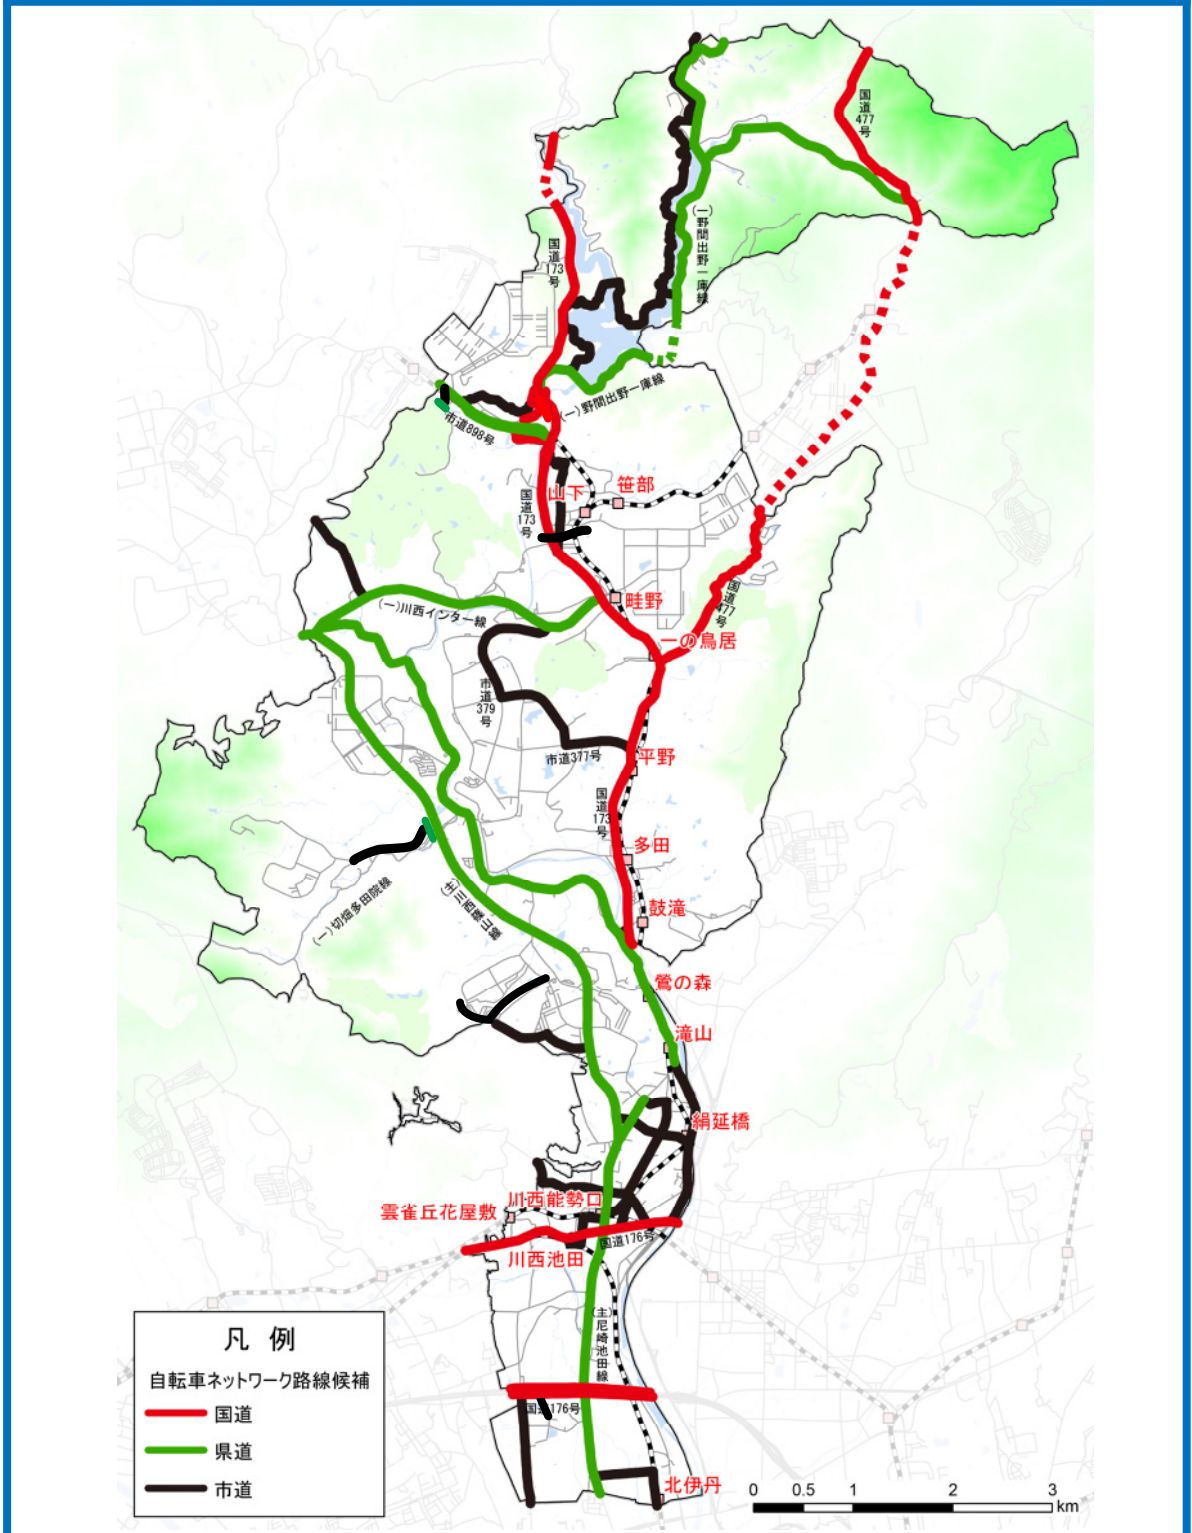 国道477号
(一)野間出野一庫線
国道173号
(一)野間出野一庫線
市道898号
笹部
山下
国道173号
畦野
国道477号
(一)川西インター線
一の鳥居
市道379号
市道377号
平野
国道173号
多田
(主)川西篠山線
(一)切畑多田院線
鼓滝
鶯の森
滝山
絹延橋
川西能勢口
雲雀丘花屋敷
国道176号
川西池田
(主)尼崎池田線
国道176号
北伊丹
凡 例
自転車ネットワーク路線候補
国道
県道
市道
0 0.5 1 2 3
km